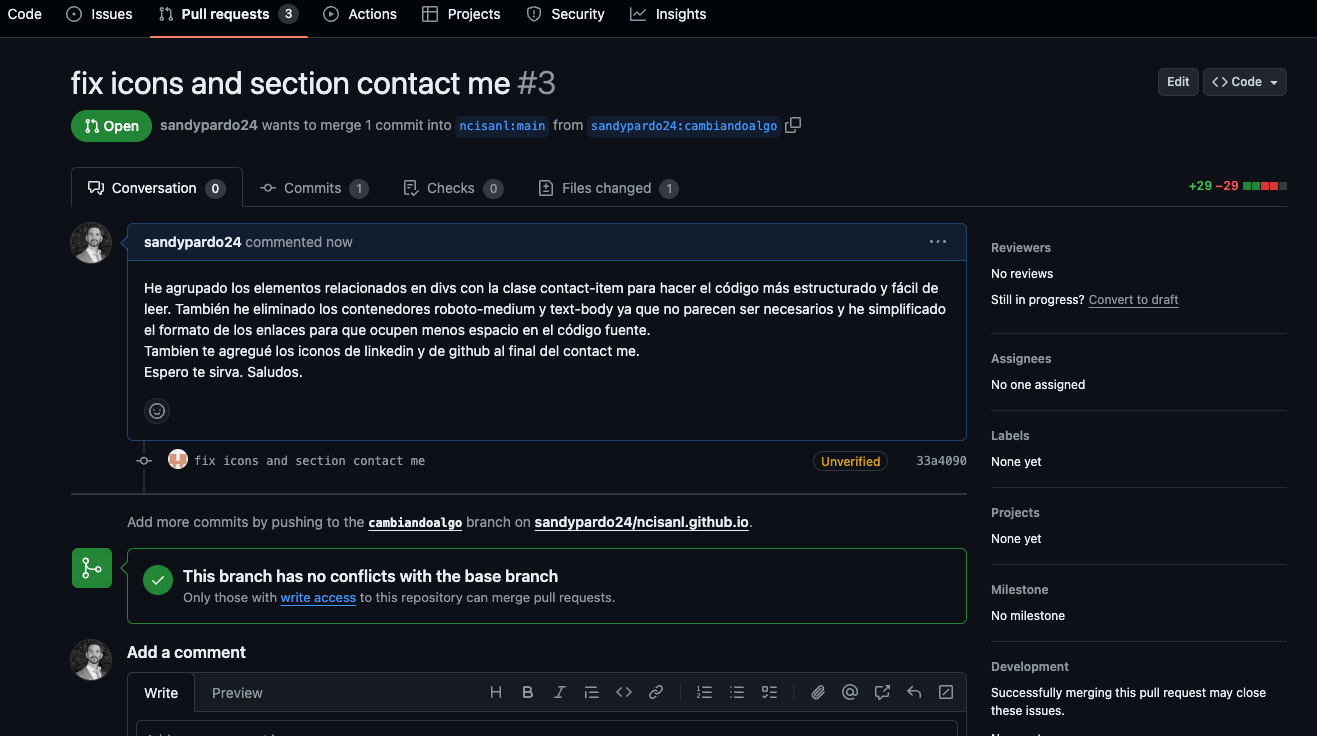 Code Issues Pull requests 3 Actions Projects Security Insights
fix icons and section contact me #3
Edit
Code
Open
sandypardo24 wants to merge 1 commit into ncisanl:main from sandypardo24:cambiandoalgo
Conversation 0 Commits 1 Checks 0 Files changed 1
+29 −29
sandypardo24 commented now
He agrupado los elementos relacionados en divs con la clase contact-item para hacer el código más estructurado y fácil de
leer. También he eliminado los contenedores roboto-medium y text-body ya que no parecen ser necesarios y he simplificado
el formato de los enlaces para que ocupen menos espacio en el código fuente.
Tambien te agregué los iconos de linkedin y de github al final del contact me.
Espero te sirva. Saludos.
fix icons and section contact me
Unverified
33a4090
Add more commits by pushing to the cambiandoalgo branch on sandypardo24/ncisanl.github.io.
This branch has no conflicts with the base branch
Only those with write access to this repository can merge pull requests.
Add a comment
Write Preview
Reviewers
No reviews
Still in progress? Convert to draft
Assignees
No one assigned
Labels
None yet
Projects
None yet
Milestone
No milestone
Development
Successfully merging this pull request may close
these issues.